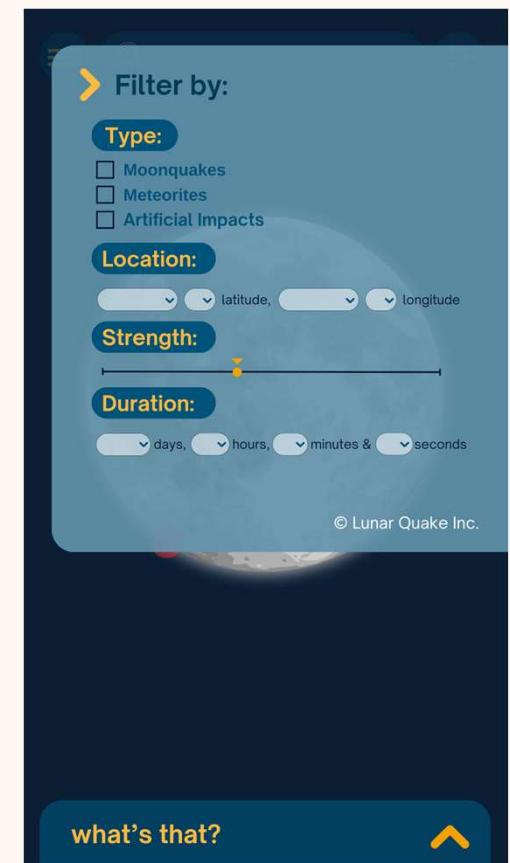 Filter by:
Type:
Moonquakes
Meteorites
Artificial Impacts
Location:
latitude, longitude
Strength:
Duration:
days, hours, minutes & seconds
© Lunar Quake Inc.
what's that?